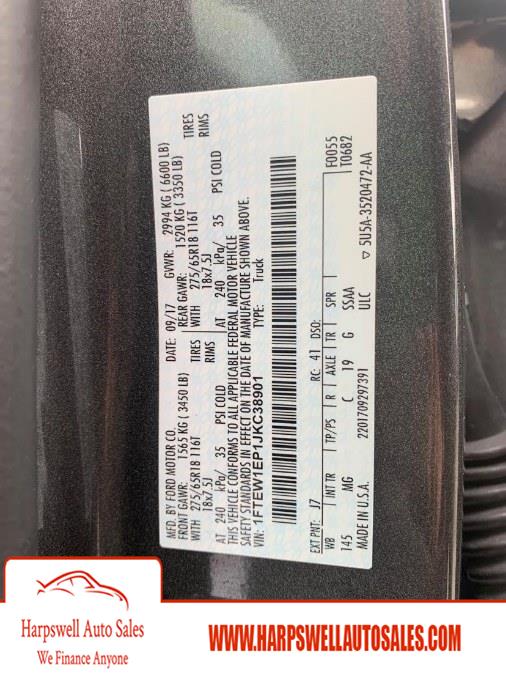 MFD. BY FORD MOTOR CO.
DATE: 09/17 GVWR: 2994 KG ( 6600 LB)
FRONT GAWR: 1565 KG ( 3450 LB) REAR GAWR: 1520 KG ( 3350 LB)
WITH 275/65R18 116T TIRES WITH 275/65R18 116T TIRES
18x7.5J RIMS 18x7.5J RIMS
AT 240 kPa/ 35 PSI COLD AT 240 kPa/ 35 PSI COLD
THIS VEHICLE CONFORMS TO ALL APPLICABLE FEDERAL MOTOR VEHICLE
SAFETY STANDARDS IN EFFECT ON THE DATE OF MANUFACTURE SHOWN ABOVE.
VIN: 1FTEW1EP1JKC38901 TYPE: Truck
EXT PNT: J7 RC: 41 DSO: F0055
WB INT TR TP/PS R AXLE TR SPR T0682
145 MG C 19 G SSAA
2201709297391 ULC
MADE IN U.S.A. 5U5A-3520472-AA
Harpswell Auto Sales
We Finance Anyone
WWW.HARPSWELLAUTOSALES.COM